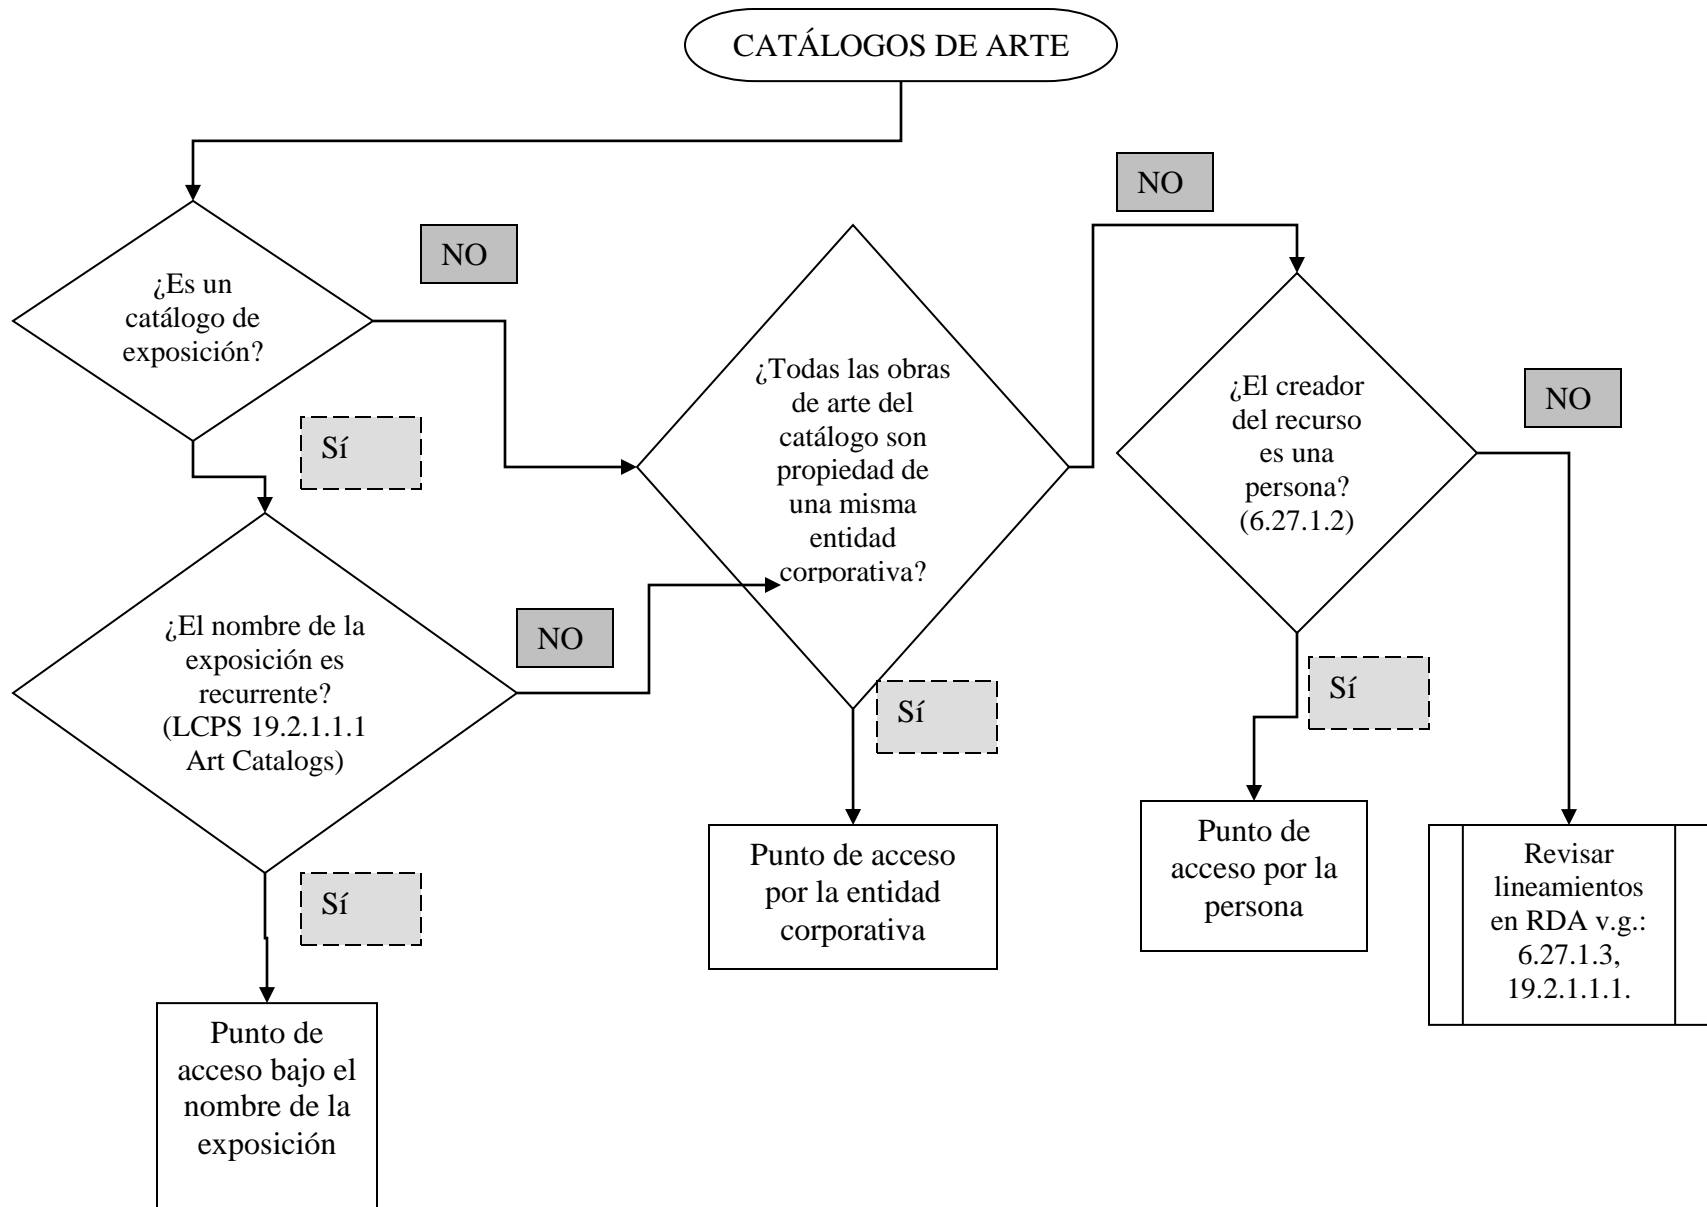 CATÁLOGOS DE ARTE
NO
¿Es un
catálogo de
exposición?
NO
¿Todas las obras
de arte del
catálogo son
propiedad de
una misma
entidad
corporativa?
¿El creador
del recurso
es una
persona?
(6.27.1.2)
NO
Sí
¿El nombre de la
exposición es
recurrente?
(LCPS 19.2.1.1.1
Art Catalogs)
NO
Sí
Sí
Sí
Punto de acceso
por la entidad
corporativa
Punto de
acceso por la
persona
Revisar
lineamientos
en RDA v.g.:
6.27.1.3,
19.2.1.1.1.
Punto de
acceso bajo el
nombre de la
exposición